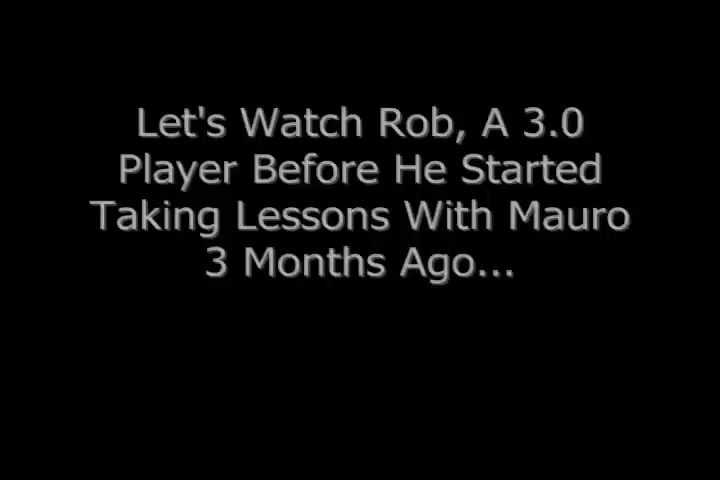 Let's Watch Rob, A 3.0
Player Before He Started
Taking Lessons With Mauro
3 Months Ago...